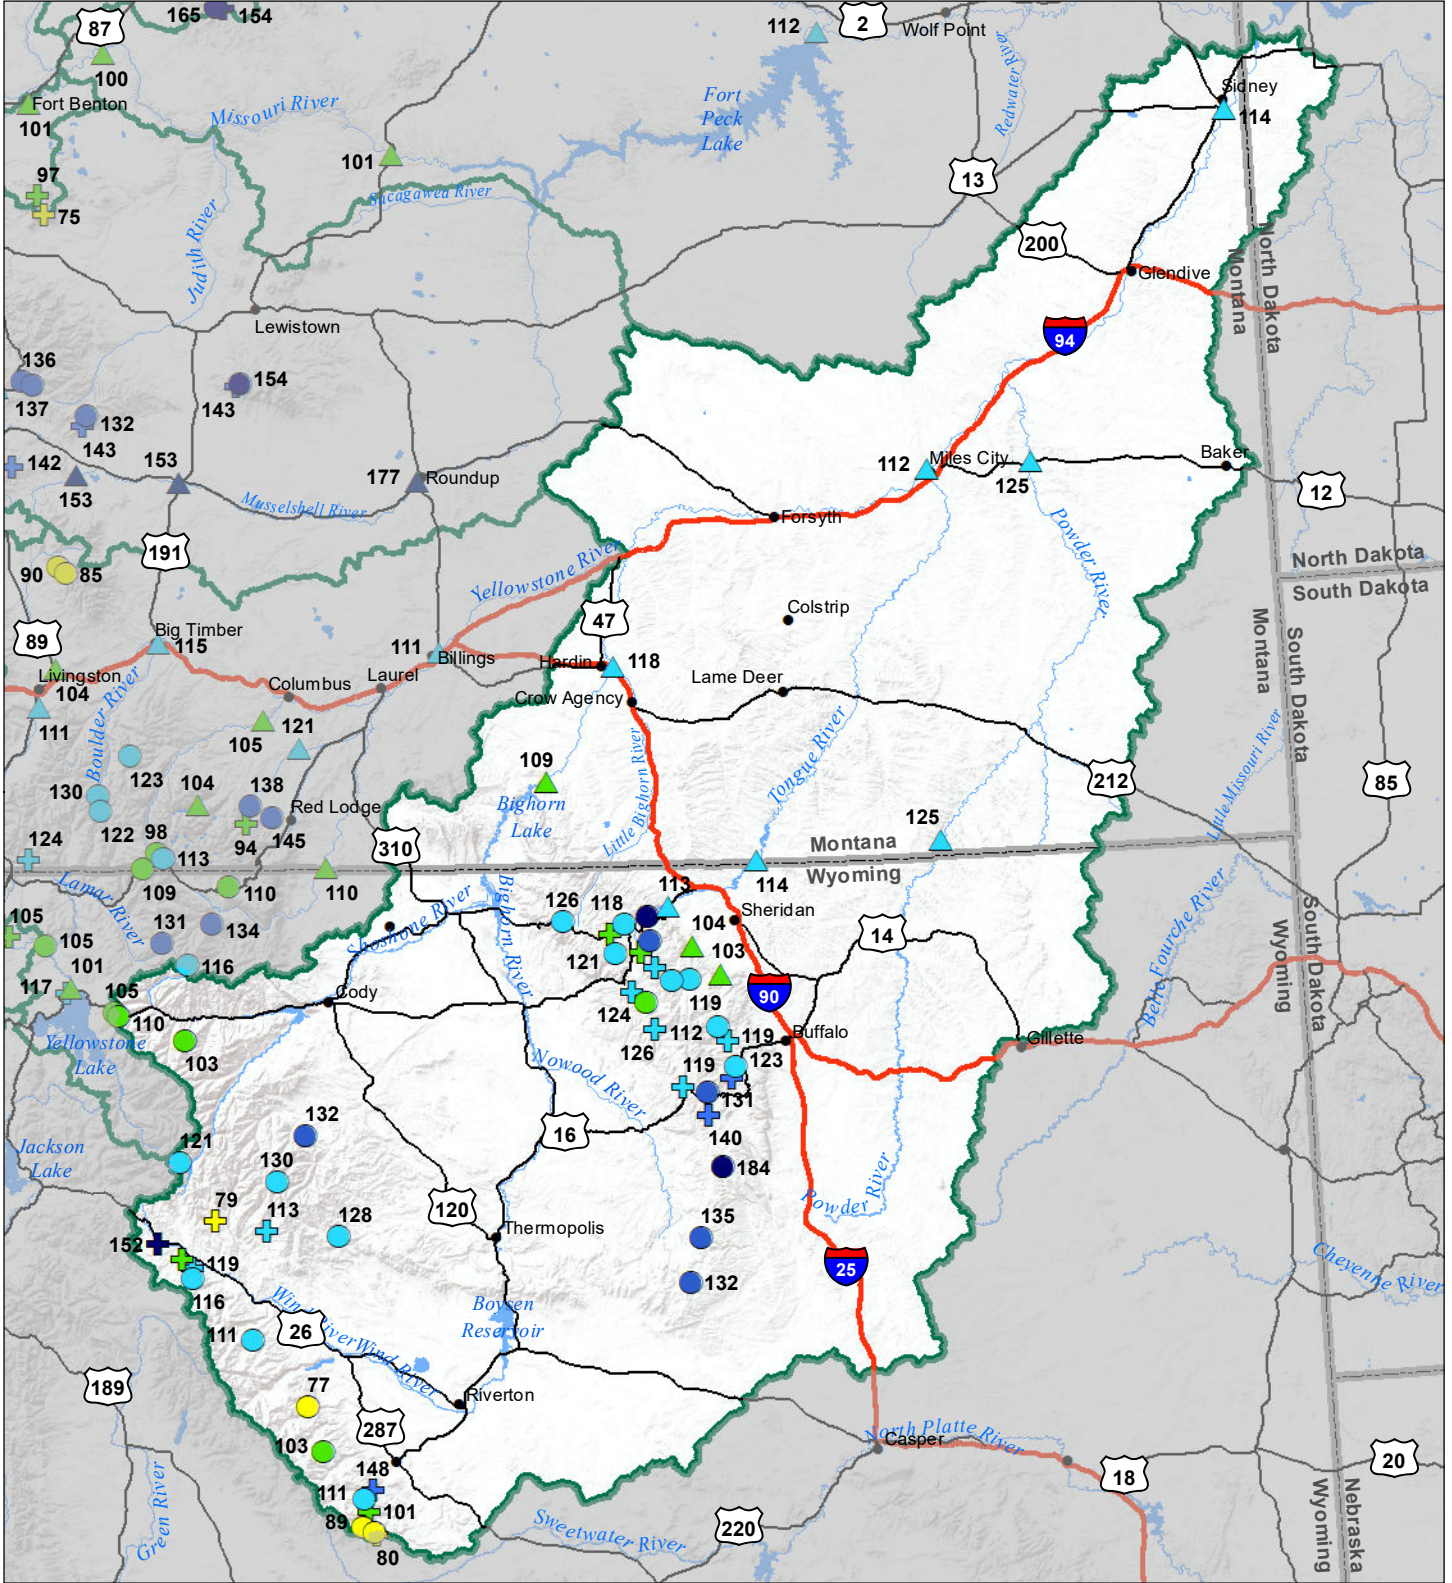 165
154
87
112
2
Wolf Point
100
Fort Benton
101
Missouri River
Fort
Peck
Lake
Redwater River
Sidney
114
101
Sacagawea River
13
97
75
Judith River
200
Glendive
North Dakota
Montana
Lewistown
94
136
137
154
143
132
143
142
153
153
177
Roundup
Musselshell River
112
Miles City
125
Baker
12
Forsyth
191
90
85
Yellowstone River
Powder River
North Dakota
South Dakota
Colstrip
47
89
Big Timber
115
111
Billings
Hardin
118
Livingston
104
Columbus
Laurel
Lame Deer
Crow Agency
Montana
South Dakota
111
Boulder River
105
121
123
130
122
104
138
145
94
Red Lodge
109
Bighorn
Lake
Little Bighorn River
Tongue River
212
85
Little Missouri River
124
98
113
109
110
110
310
125
Montana
Wyoming
114
113
Lamar River
131
134
105
105
Shoshone River
Bighorn River
126
118
104
Sheridan
103
14
121
Belle Fourche River
South Dakota
Wyoming
101
117
116
105
110
Cody
124
119
90
103
Yellowstone
Lake
126
112
119
Buffalo
Gillette
Nowood River
119
123
131
16
140
132
184
121
130
Jackson
Lake
79
113
128
120
Thermopolis
135
Powder River
152
119
116
132
25
Cheyenne River
Wind River
Wind River
26
Boysen
Reservoir
111
189
77
Riverton
287
103
148
North Platte River
Casper
18
20
111
101
89
80
Green River
Sweetwater River
220
Nebraska
Wyoming